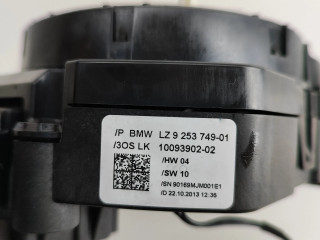 /P BMW LZ 9 253 749-01
/3OS LK 10093902-02
/HW 04
/SW 10
/SN 90169MJM001E1
/D 22.10.2013 12:35